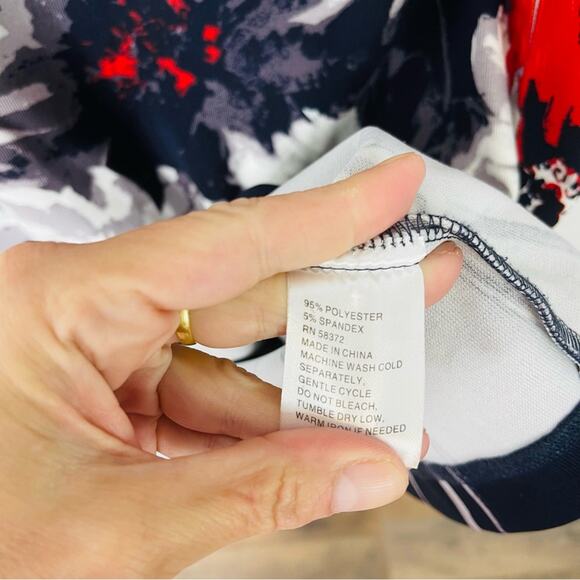 95% POLYESTER
5% SPANDEX
RN 58372
MADE IN CHINA
MACHINE WASH COLD
SEPARATELY,
GENTLE CYCLE
DO NOT BLEACH,
TUMBLE DRY LOW,
WARM IRON IF NEEDED